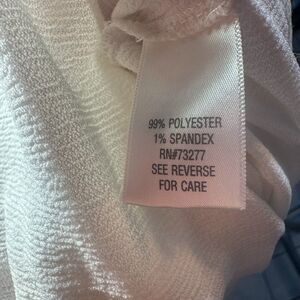 99% POLYESTER
1% SPANDEX
RN#73277
SEE REVERSE
FOR CARE